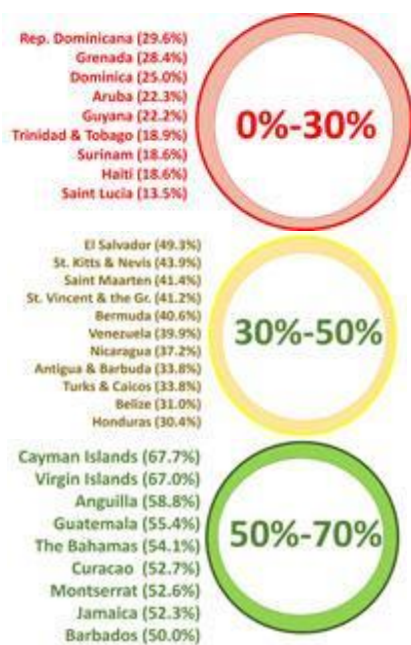 Rep. Dominicana (29.6%)
Grenada (28.4%)
Dominica (25.0%)
Aruba (22.3%)
Guyana (22.2%)
Trinidad & Tobago (18.9%)
Surinam (18.6%)
Haiti (18.6%)
Saint Lucia (13.5%)
0%-30%
El Salvador (49.3%)
St. Kitts & Nevis (43.9%)
Saint Maarten (41.4%)
St. Vincent & the Gr. (41.2%)
Bermuda (40.6%)
Venezuela (39.9%)
Nicaragua (37.2%)
Antigua & Barbuda (33.8%)
Turks & Caicos (33.8%)
Belize (31.0%)
Honduras (30.4%)
30%-50%
Cayman Islands (67.7%)
Virgin Islands (67.0%)
Anguilla (58.8%)
Guatemala (55.4%)
The Bahamas (54.1%)
Curacao (52.7%)
Montserrat (52.6%)
Jamaica (52.3%)
Barbados (50.0%)
50%-70%